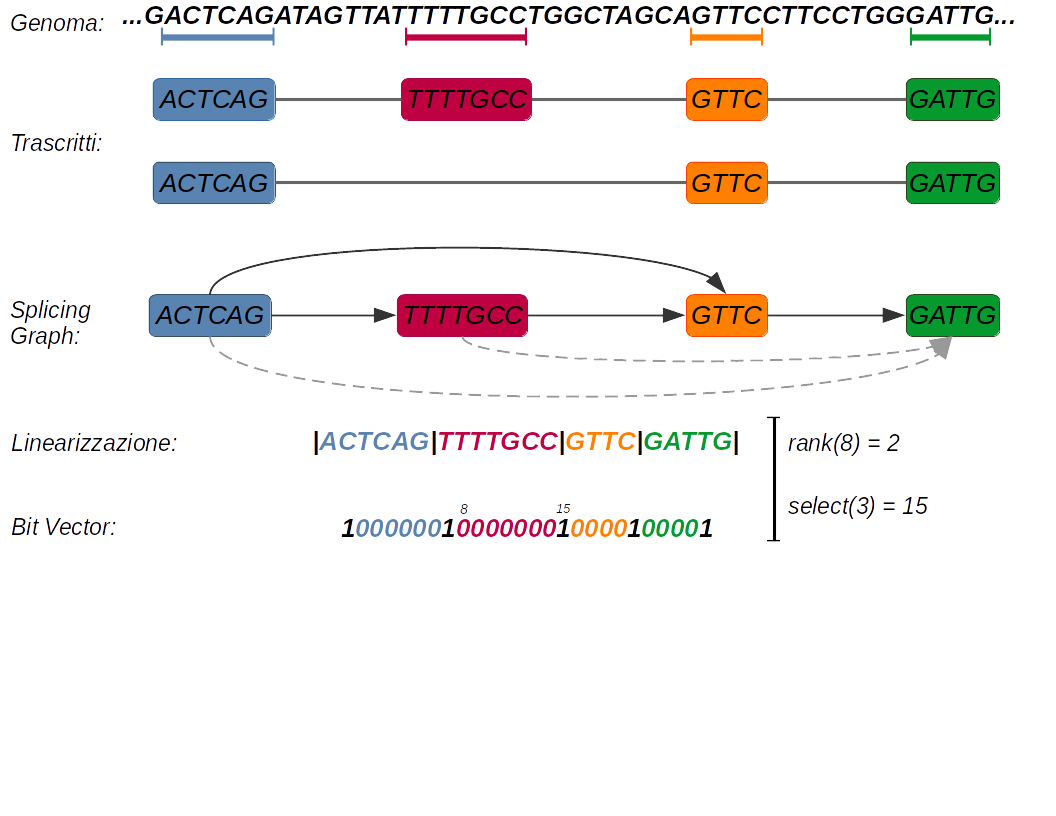 Genoma: ...GACTCAGATAGTTATTTTTGCCTGGCTAGCAGTTCCTTCCTGGGATTG...
ACTCAG TTTTGCC GTTC GATTG
Trascritti:
ACTCAG GTTC GATTG
Splicing
Graph:
ACTCAG TTTTGCC GTTC GATTG
Linearizzazione: |ACTCAG|TTTTGCC|GTTC|GATTG|
rank(8) = 2
select(3) = 15
8 15
Bit Vector: 10000001000000010000100001